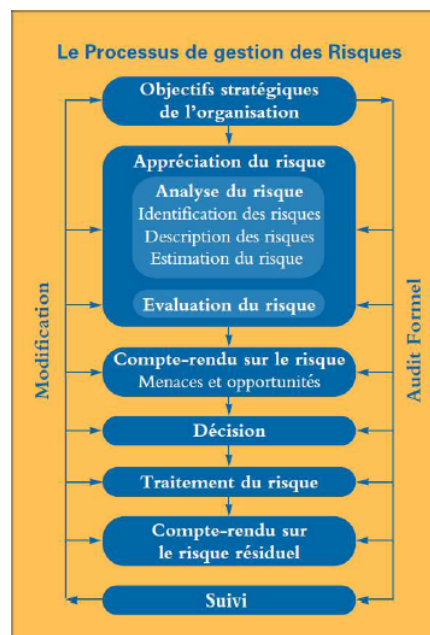 Le Processus de gestion des Risques
Objectifs stratégiques
de l'organisation
Appréciation du risque
Analyse du risque
Identification des risques
Description des risques
Estimation du risque
Evaluation du risque
Compte-rendu sur le risque
Menaces et opportunités
Décision
Traitement du risque
Compte-rendu sur
le risque résiduel
Suivi
Modification
Audit Formel